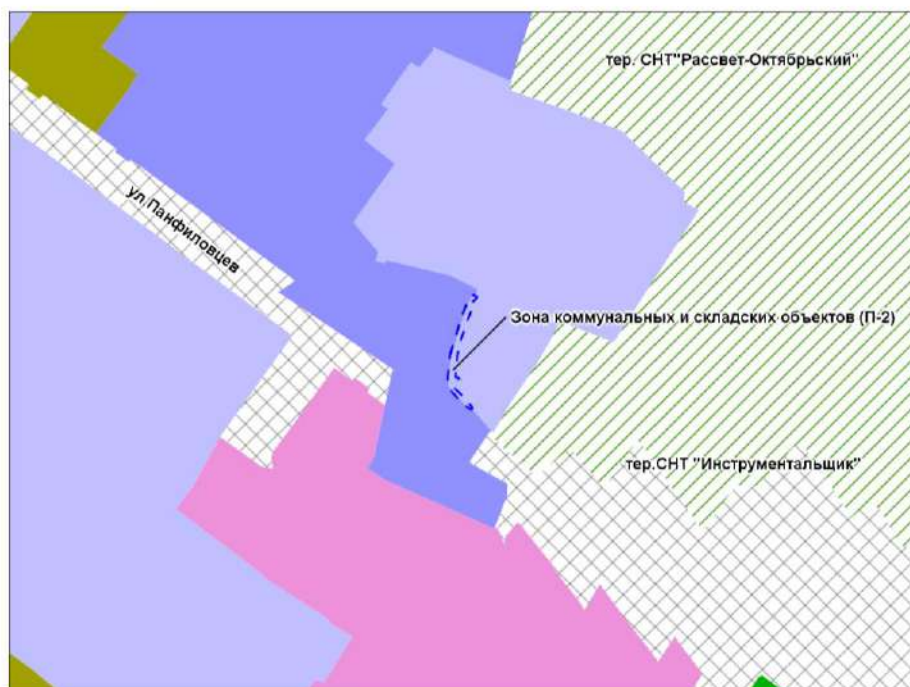 тер. СНТ"Рассвет-Октябрьский"
ул.Панфиловцев
Зона коммунальных и складских объектов (П-2)
тер.СНТ "Инструментальщик"